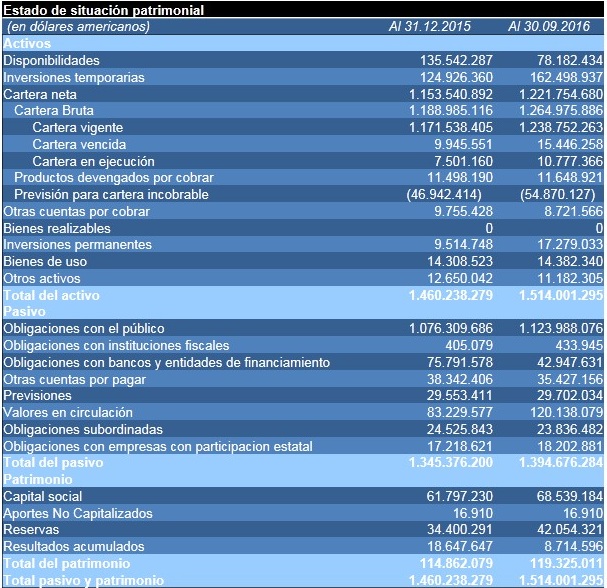 Estado de situación patrimonial
(en dólares americanos) Al 31.12.2015 Al 30.09.2016
Activos
Disponibilidades 135.542.287 78.182.434
Inversiones temporarias 124.926.360 162.498.937
Cartera neta 1.153.540.892 1.221.754.680
Cartera Bruta 1.188.985.116 1.264.975.886
Cartera vigente 1.171.538.405 1.238.752.263
Cartera vencida 9.945.551 15.446.258
Cartera en ejecución 7.501.160 10.777.366
Productos devengados por cobrar 11.498.190 11.648.921
Previsión para cartera incobrable (46.942.414) (54.870.127)
Otras cuentas por cobrar 9.755.428 8.721.566
Bienes realizables 0 0
Inversiones permanentes 9.514.748 17.279.033
Bienes de uso 14.308.523 14.382.340
Otros activos 12.650.042 11.182.305
Total del activo 1.460.238.279 1.514.001.295
Pasivo
Obligaciones con el público 1.076.309.686 1.123.988.076
Obligaciones con instituciones fiscales 405.079 433.945
Obligaciones con bancos y entidades de financiamiento 75.791.578 42.947.631
Otras cuentas por pagar 38.342.406 35.427.156
Previsiones 29.553.411 29.702.034
Valores en circulación 83.229.577 120.138.079
Obligaciones subordinadas 24.525.843 23.836.482
Obligaciones con empresas con participacion estatal 17.218.621 18.202.881
Total del pasivo 1.345.376.200 1.394.676.284
Patrimonio
Capital social 61.797.230 68.539.184
Aportes No Capitalizados 16.910 16.910
Reservas 34.400.291 42.054.321
Resultados acumulados 18.647.647 8.714.596
Total del patrimonio 114.862.079 119.325.011
Total pasivo y patrimonio 1.460.238.279 1.514.001.295